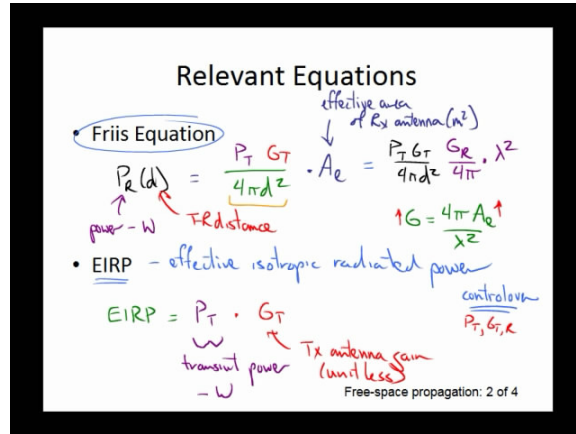 Relevant Equations
effective area
of Rx antenna (m²)
• Friis Equation
P_R(d) = P_T G_T / 4πd² · A_e = P_T G_T / 4πd² G_R / 4π · λ²
power - W
T-R distance
↑G = 4π A_e↑ / λ²
• EIRP - effective isotropic radiated power
EIRP = P_T · G_T
control over
P_T, G_T,R
transmit power
- W
Tx antenna gain
(unitless)
Free-space propagation: 2 of 4